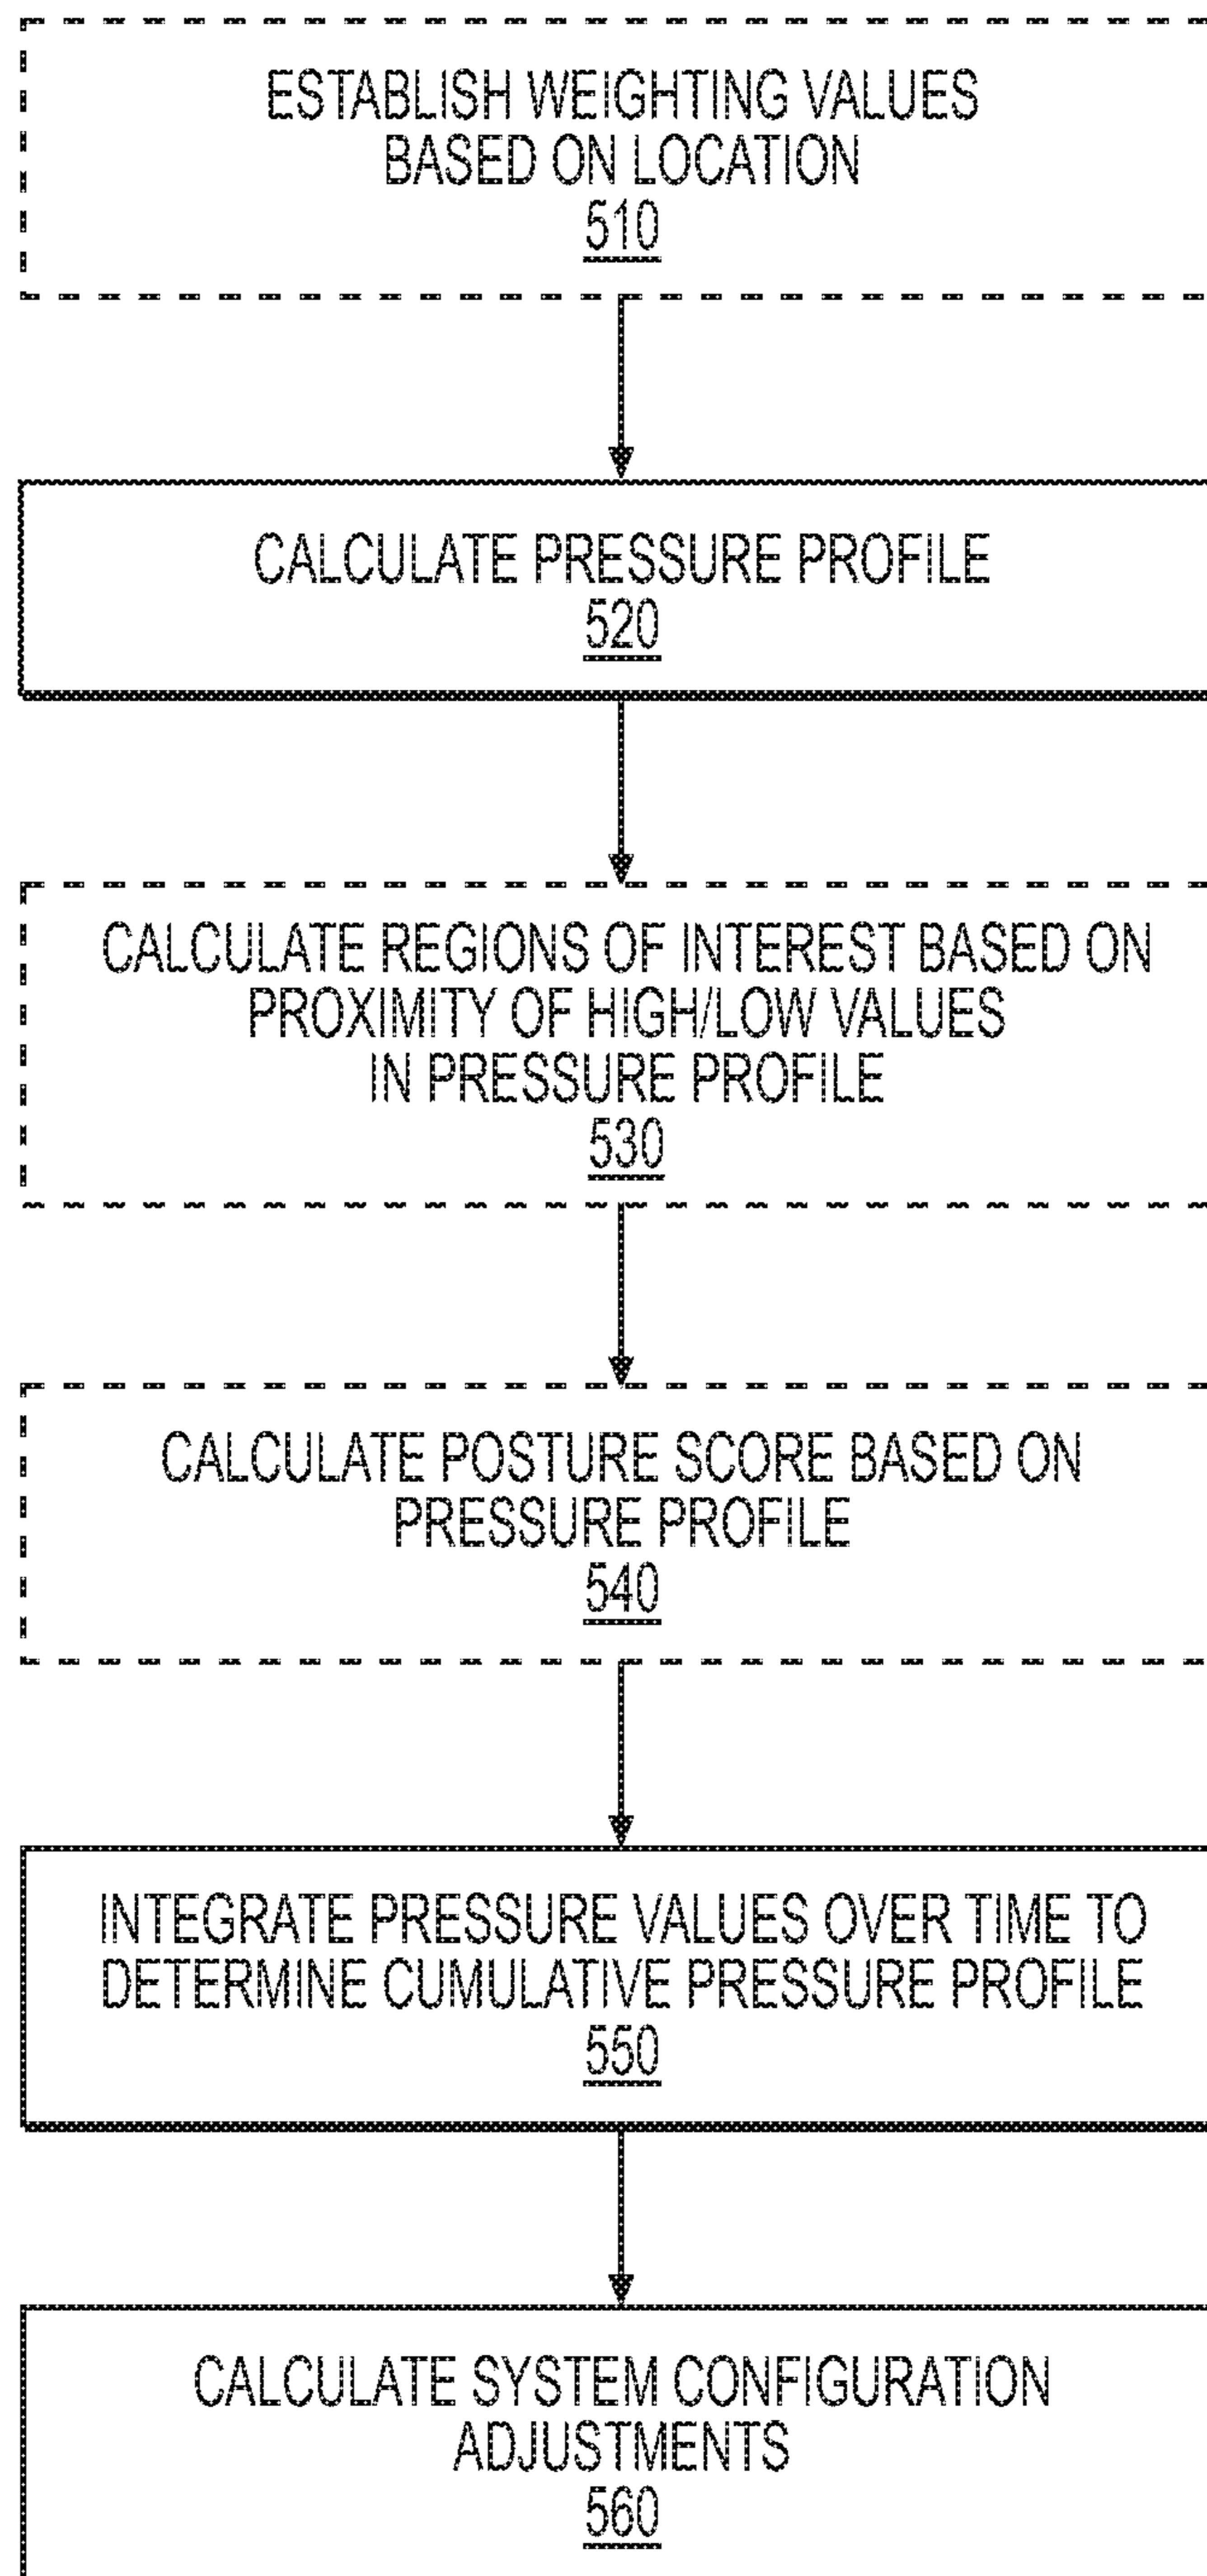 ESTABLISH WEIGHTING VALUES
BASED ON LOCATION
510
CALCULATE PRESSURE PROFILE
520
CALCULATE REGIONS OF INTEREST BASED ON
PROXIMITY OF HIGH/LOW VALUES
IN PRESSURE PROFILE
530
CALCULATE POSTURE SCORE BASED ON
PRESSURE PROFILE
540
INTEGRATE PRESSURE VALUES OVER TIME TO
DETERMINE CUMULATIVE PRESSURE PROFILE
550
CALCULATE SYSTEM CONFIGURATION
ADJUSTMENTS
560